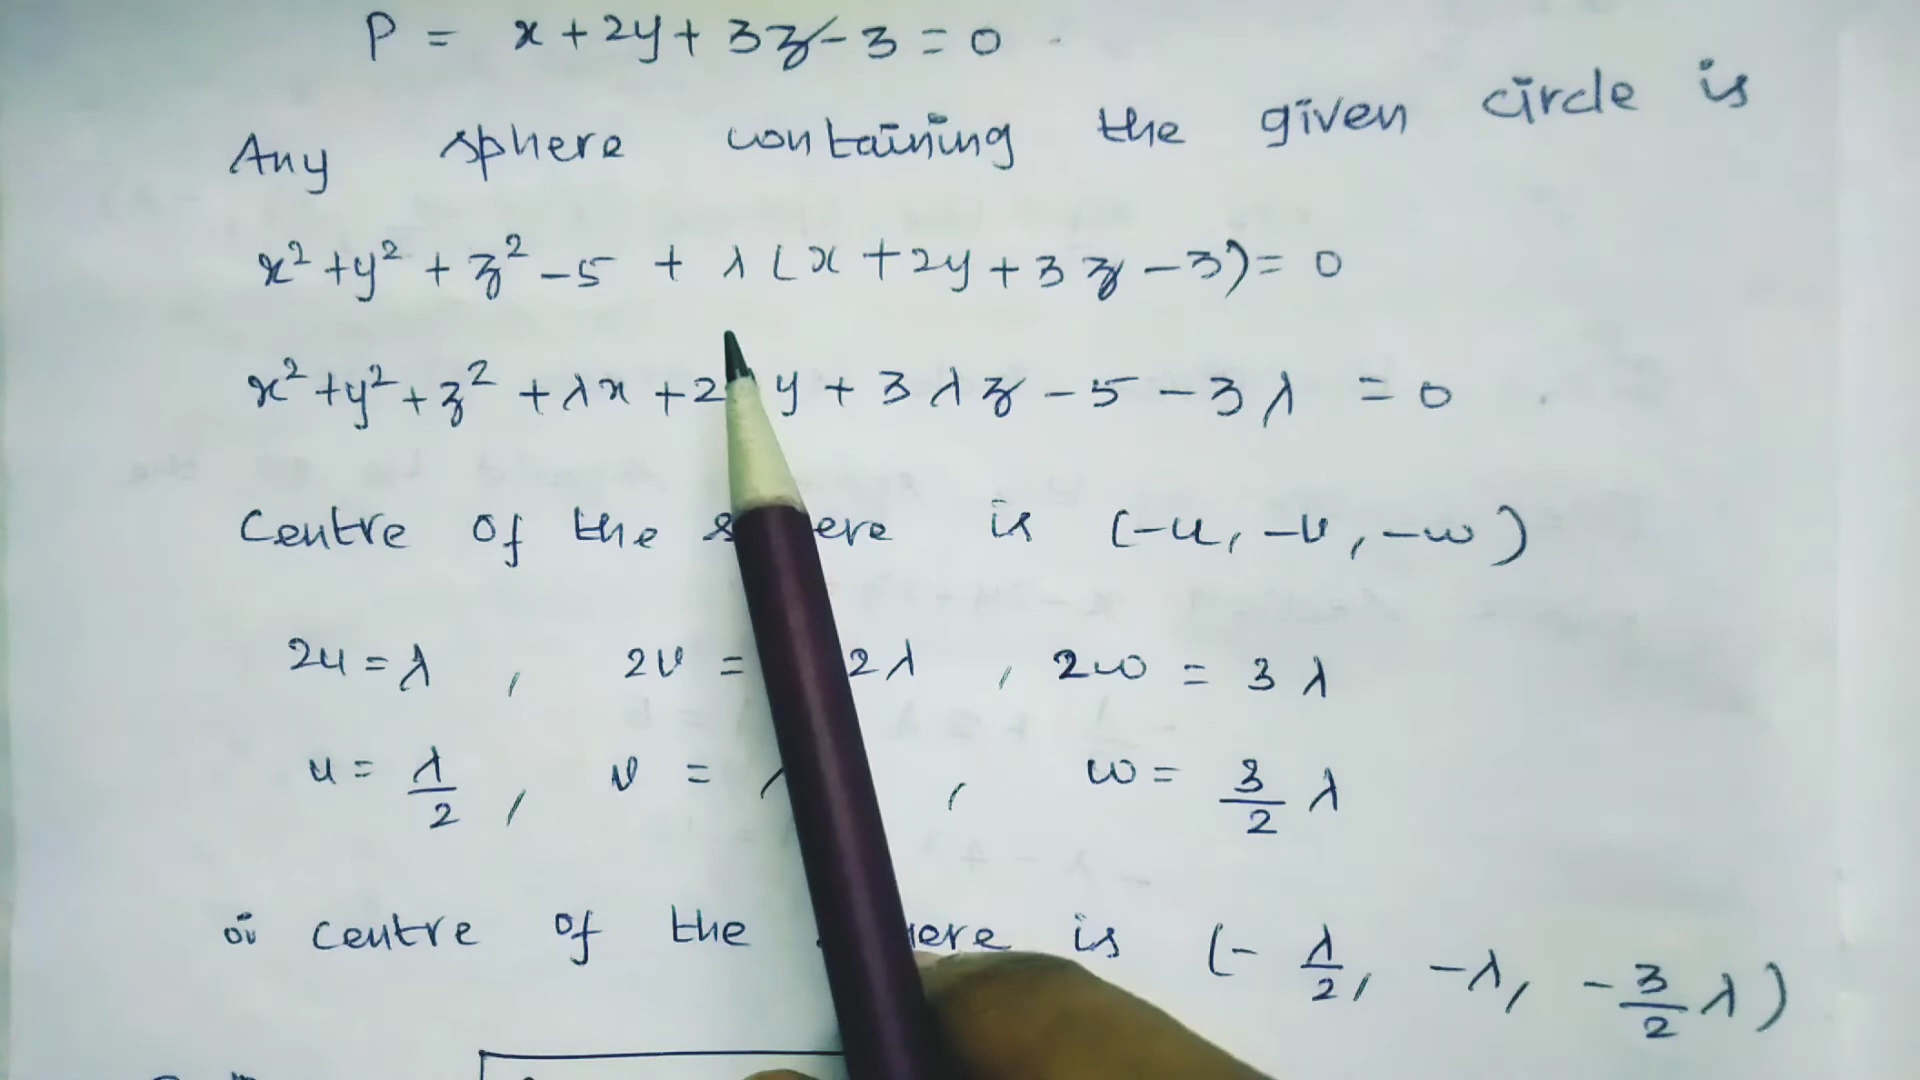 P = x + 2y + 3z - 3 = 0
Any sphere containing the given circle is
x² + y² + z² - 5 + λ (x + 2y + 3z - 3) = 0
x² + y² + z² + λx + 2 y + 3λz - 5 - 3λ = 0
Centre of the s ere is (-u, -v, -w)
2u = λ , 2v = 2λ , 2w = 3λ
u = λ/2 , v = , w = 3/2 λ
∴ centre of the ere is (- λ/2, -λ, - 3/2 λ)